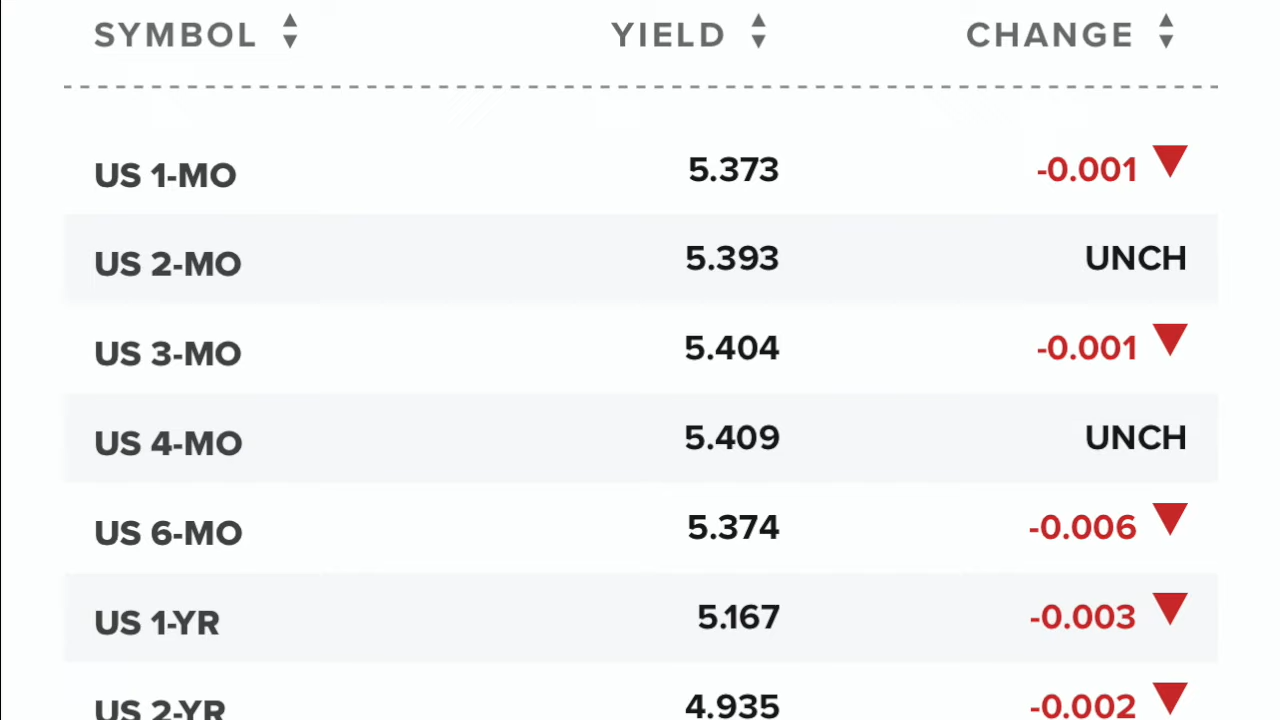 SYMBOL YIELD CHANGE
US 1-MO 5.373 -0.001
US 2-MO 5.393 UNCH
US 3-MO 5.404 -0.001
US 4-MO 5.409 UNCH
US 6-MO 5.374 -0.006
US 1-YR 5.167 -0.003
US 2-YR 4.935 -0.002